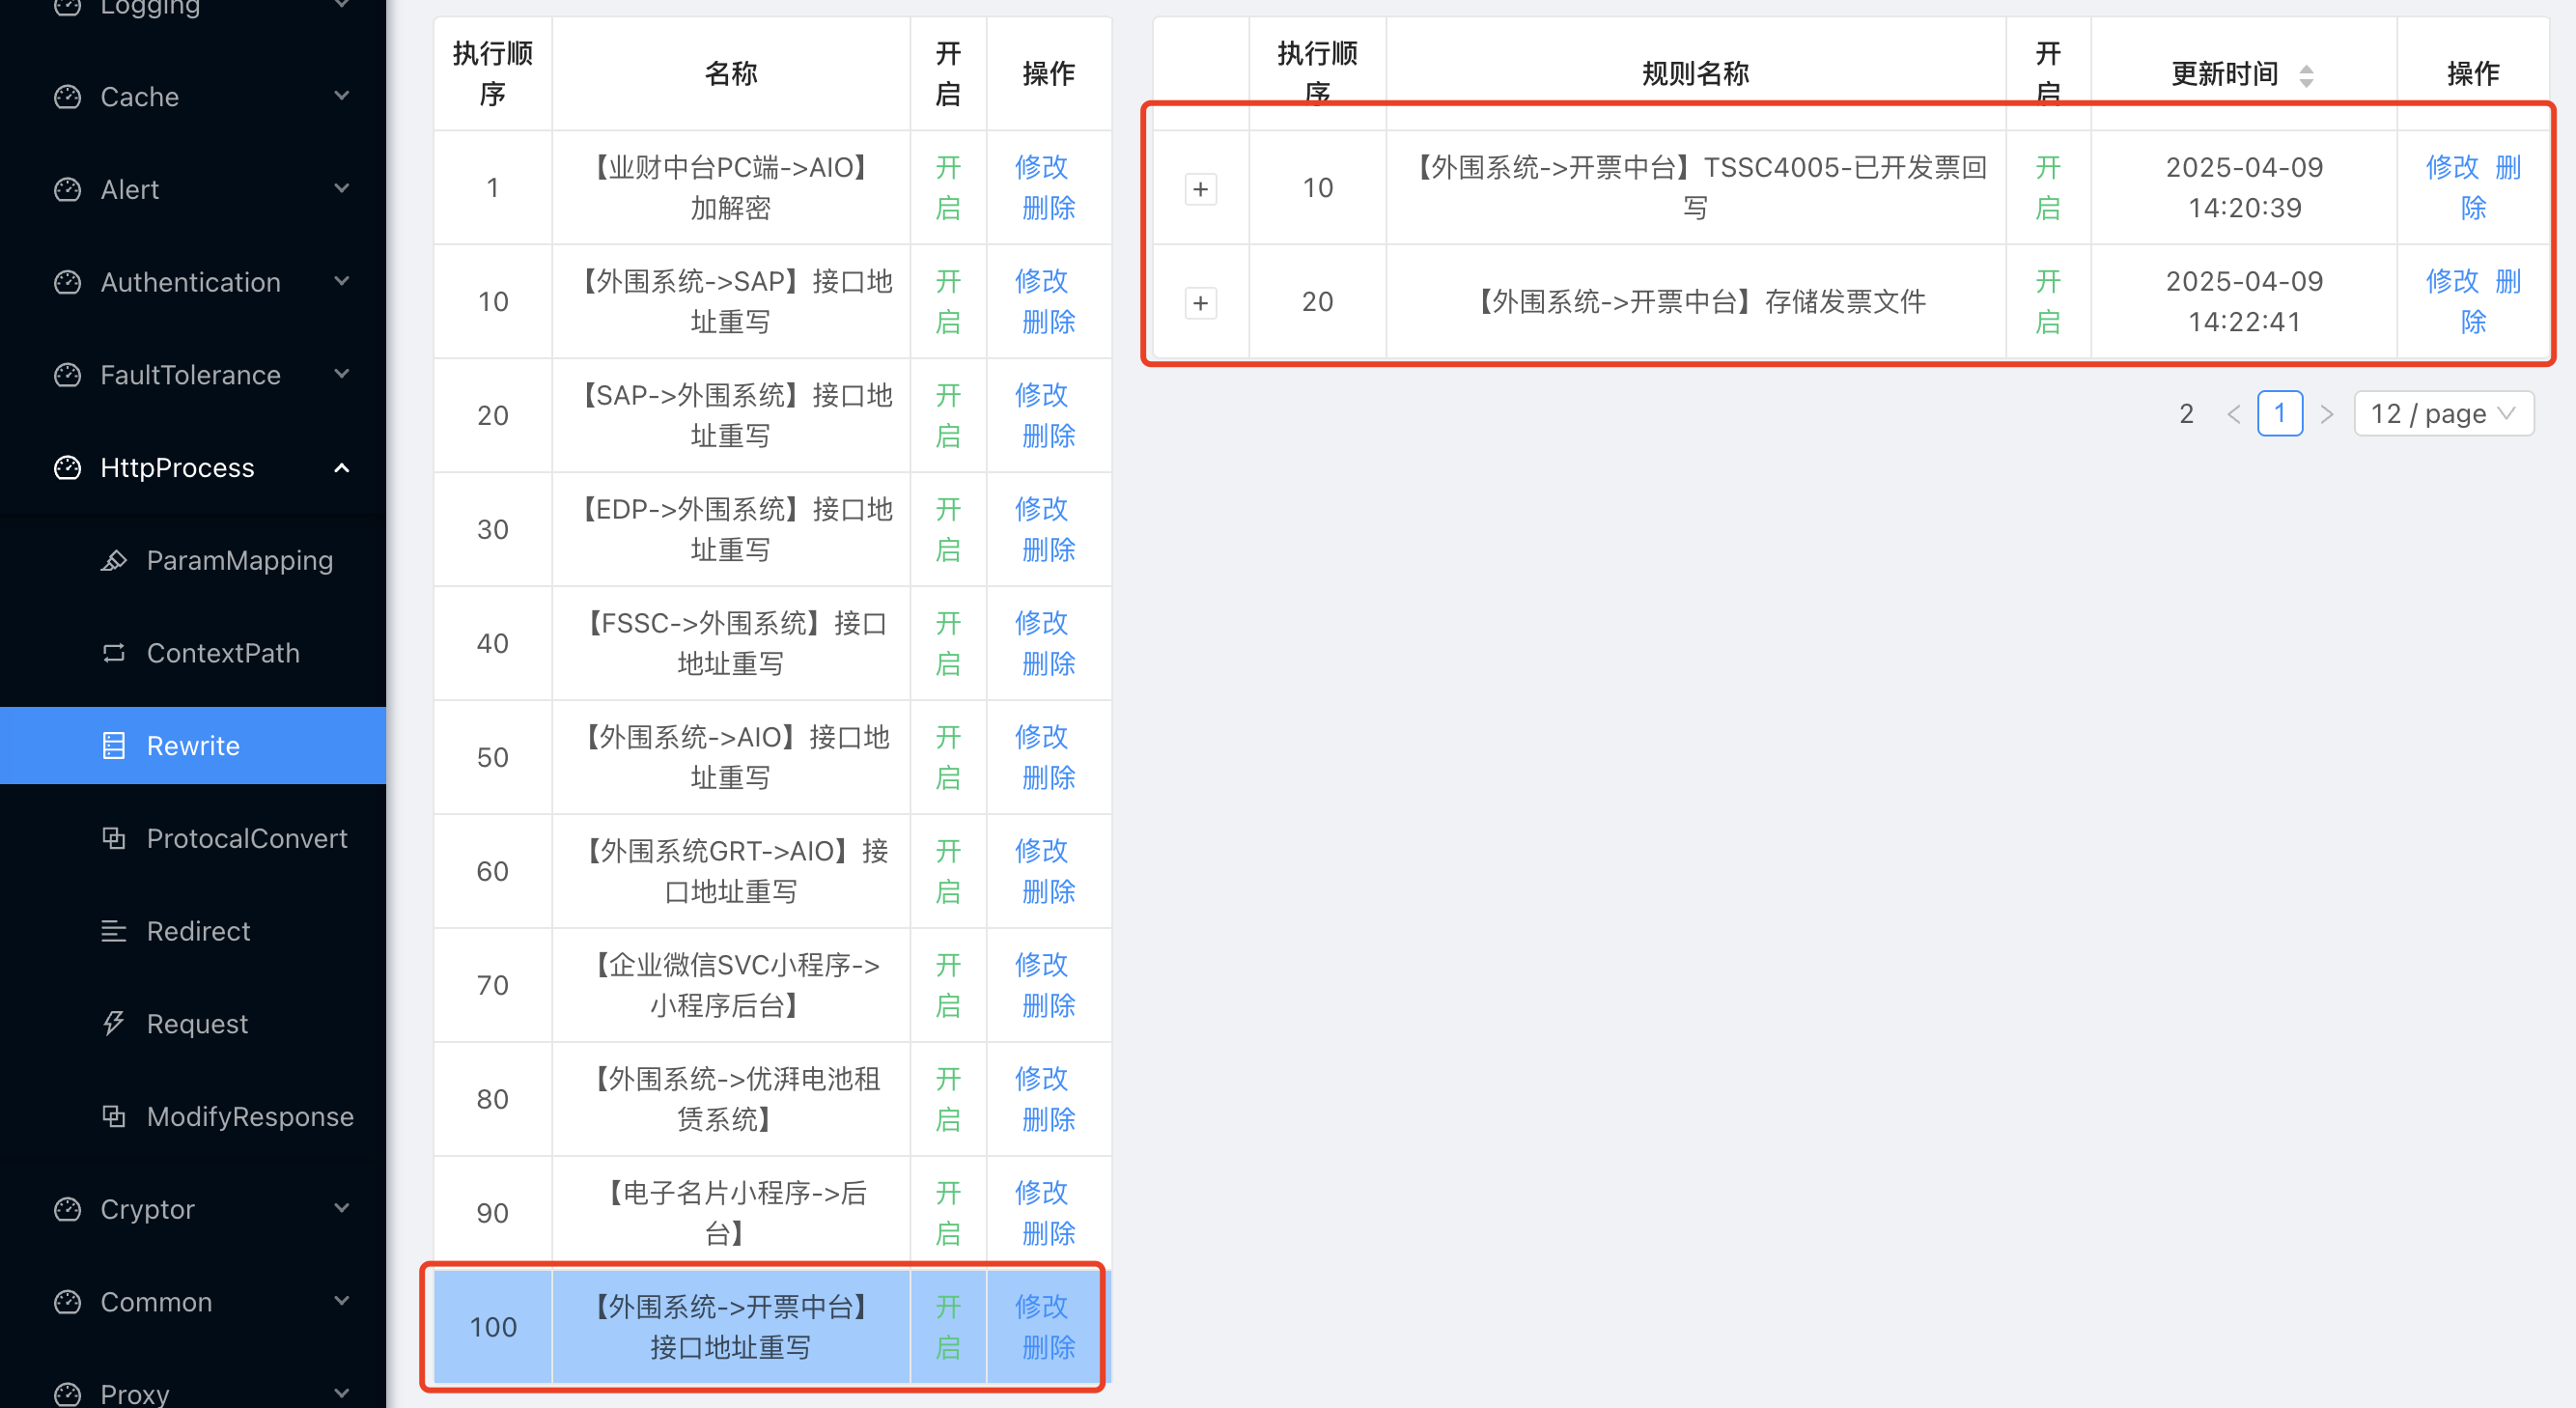 Logging
Cache
Alert
Authentication
FaultTolerance
HttpProcess
ParamMapping
ContextPath
Rewrite
ProtocalConvert
Redirect
Request
ModifyResponse
Cryptor
Common
Proxy
执行顺
序
名称
开
启
操作
1
【业财中台PC端->AIO】
加解密
开
启
修改
删除
10
【外围系统->SAP】接口地
址重写
开
启
修改
删除
20
【SAP->外围系统】接口地
址重写
开
启
修改
删除
30
【EDP->外围系统】接口地
址重写
开
启
修改
删除
40
【FSSC->外围系统】接口
地址重写
开
启
修改
删除
50
【外围系统->AIO】接口地
址重写
开
启
修改
删除
60
【外围系统GRT->AIO】接
口地址重写
开
启
修改
删除
70
【企业微信SVC小程序->
小程序后台】
开
启
修改
删除
80
【外围系统->优湃电池租
赁系统】
开
启
修改
删除
90
【电子名片小程序->后
台】
开
启
修改
删除
100
【外围系统->开票中台】
接口地址重写
开
启
修改
删除
执行顺
序
规则名称
开
启
更新时间
操作
10
【外围系统->开票中台】TSSC4005-已开发票回
写
开
启
2025-04-09
14:20:39
修改 删
除
20
【外围系统->开票中台】存储发票文件
开
启
2025-04-09
14:22:41
修改 删
除
2 < 1 > 12 / page